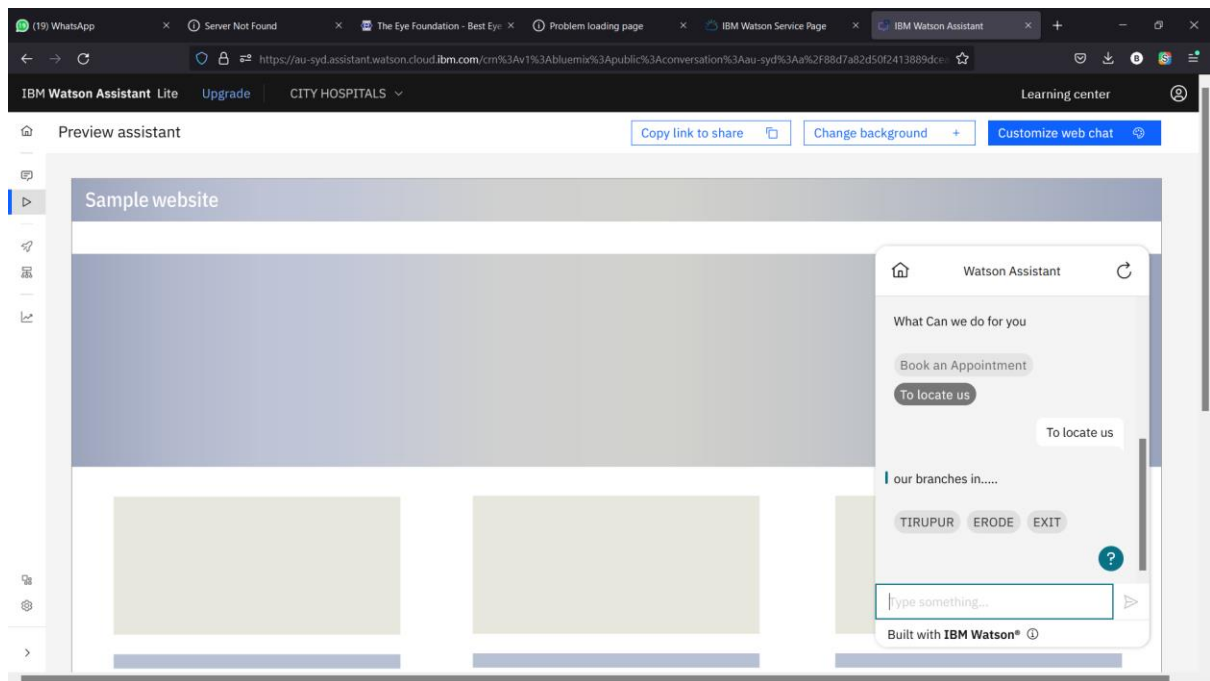 (19) WhatsApp
Server Not Found
The Eye Foundation - Best Eye
Problem loading page
IBM Watson Service Page
IBM Watson Assistant
https://au-syd.assistant.watson.cloud.ibm.com/crn%3Av1%3Abluemix%3Apublic%3Aconversation%3Aau-syd%3Aa%2F88d7a82d50f2413889dce
IBM Watson Assistant Lite
Upgrade
CITY HOSPITALS
Learning center
Preview assistant
Copy link to share
Change background +
Customize web chat
Sample website
Watson Assistant
What Can we do for you
Book an Appointment
To locate us
To locate us
our branches in.....
TIRUPUR ERODE EXIT
?
Type something...
Built with IBM Watson®